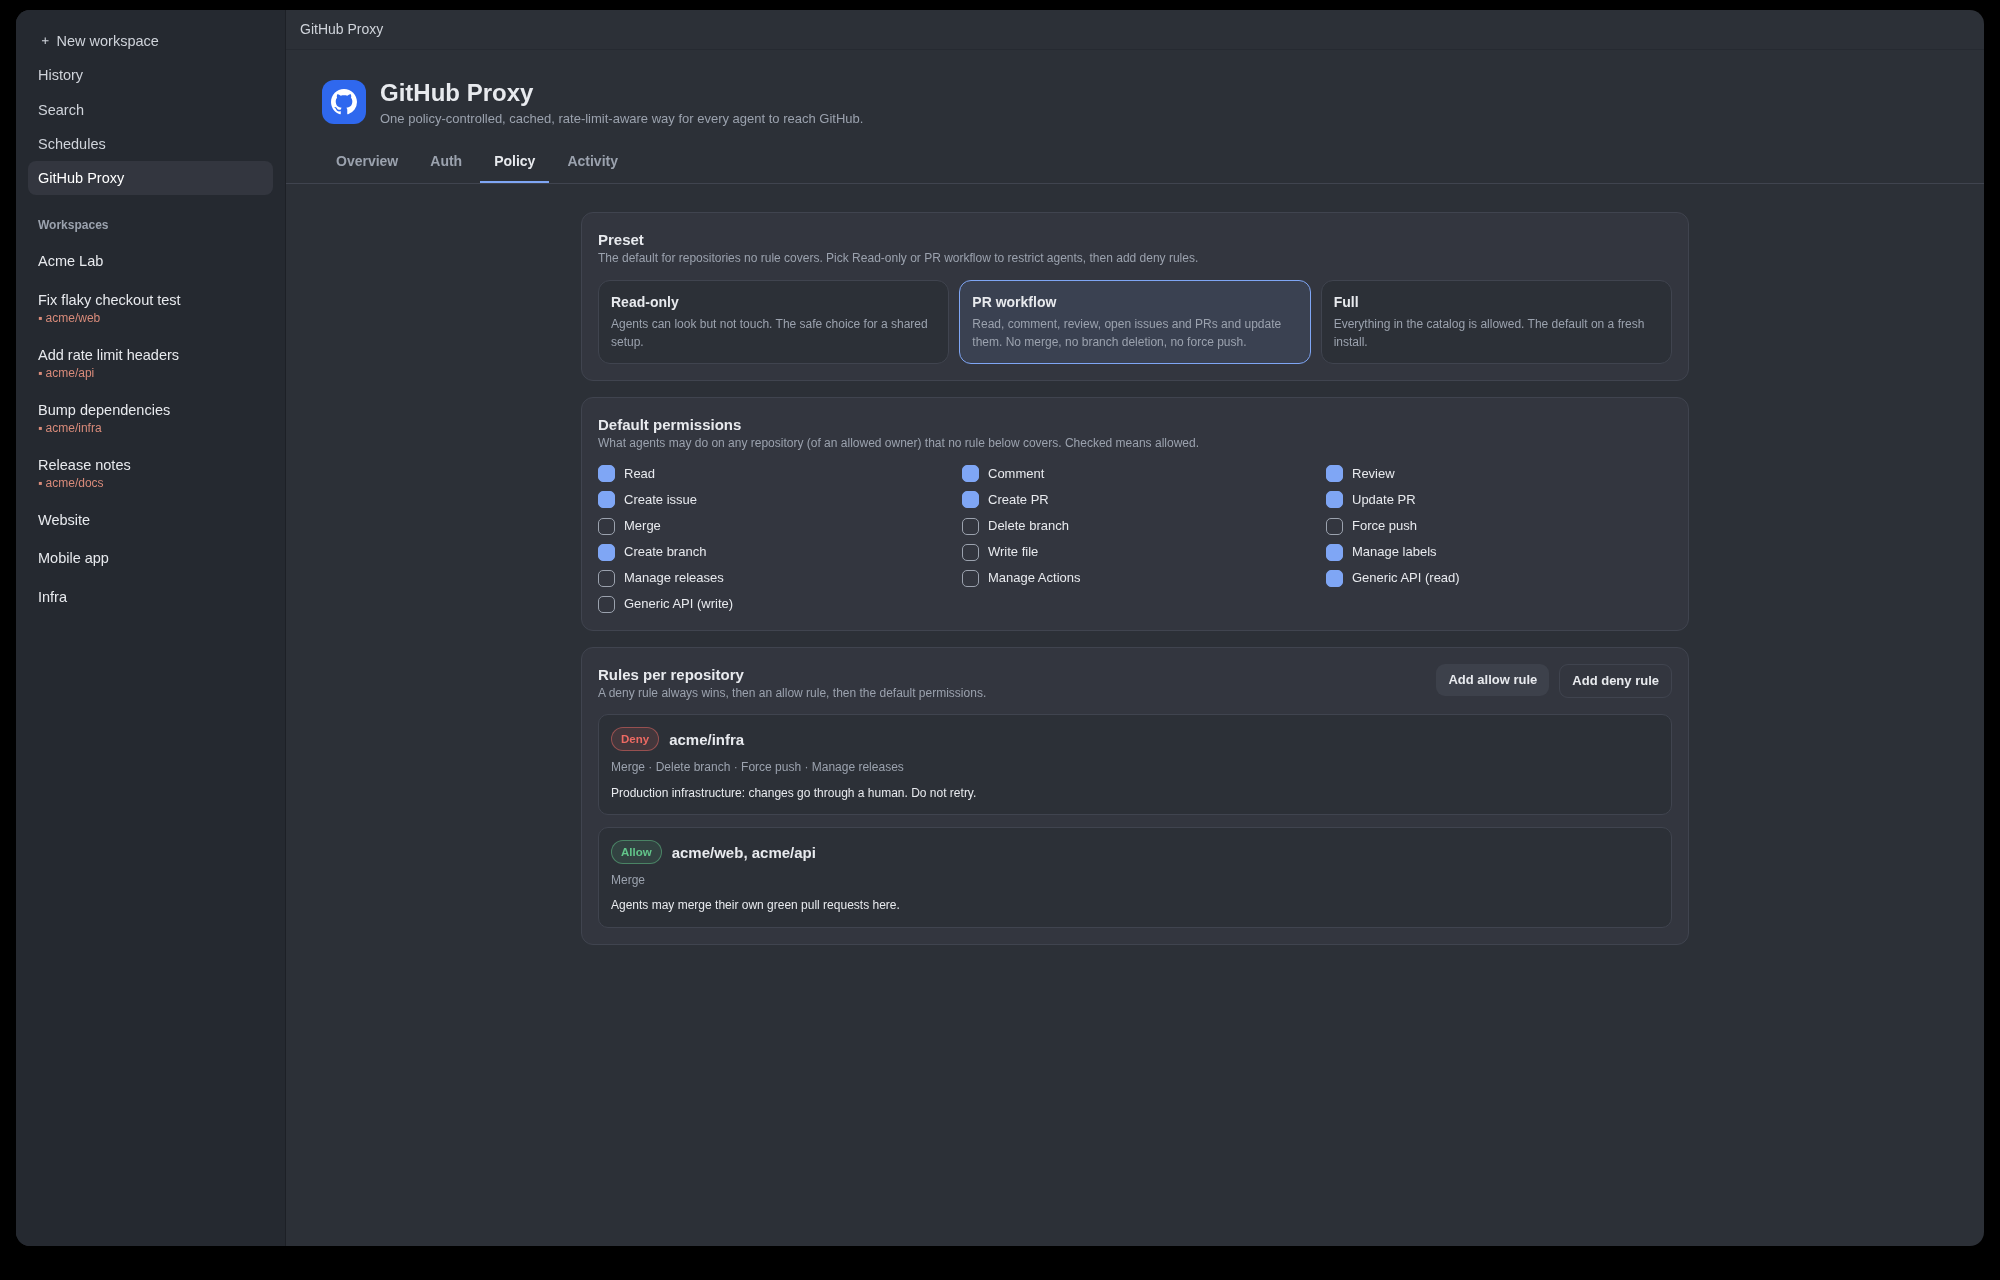 + New workspace
History
Search
Schedules
GitHub Proxy
Workspaces
Acme Lab
Fix flaky checkout test
▪ acme/web
Add rate limit headers
▪ acme/api
Bump dependencies
▪ acme/infra
Release notes
▪ acme/docs
Website
Mobile app
Infra
GitHub Proxy
GitHub Proxy
One policy-controlled, cached, rate-limit-aware way for every agent to reach GitHub.
Overview Auth Policy Activity
Preset
The default for repositories no rule covers. Pick Read-only or PR workflow to restrict agents, then add deny rules.
Read-only
Agents can look but not touch. The safe choice for a shared
setup.
PR workflow
Read, comment, review, open issues and PRs and update
them. No merge, no branch deletion, no force push.
Full
Everything in the catalog is allowed. The default on a fresh
install.
Default permissions
What agents may do on any repository (of an allowed owner) that no rule below covers. Checked means allowed.
Read Comment Review
Create issue Create PR Update PR
Merge Delete branch Force push
Create branch Write file Manage labels
Manage releases Manage Actions Generic API (read)
Generic API (write)
Rules per repository
A deny rule always wins, then an allow rule, then the default permissions.
Add allow rule Add deny rule
Deny acme/infra
Merge · Delete branch · Force push · Manage releases
Production infrastructure: changes go through a human. Do not retry.
Allow acme/web, acme/api
Merge
Agents may merge their own green pull requests here.